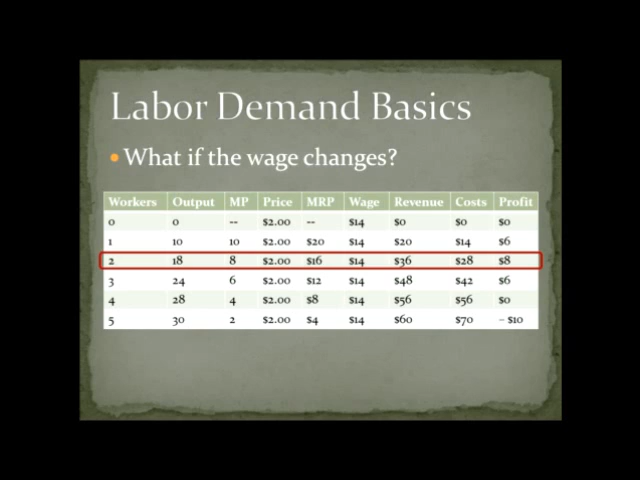 Labor Demand Basics
What if the wage changes?
Workers Output MP Price MRP Wage Revenue Costs Profit
0 0 -- $2.00 -- $14 $0 $0 $0
1 10 10 $2.00 $20 $14 $20 $14 $6
2 18 8 $2.00 $16 $14 $36 $28 $8
3 24 6 $2.00 $12 $14 $48 $42 $6
4 28 4 $2.00 $8 $14 $56 $56 $0
5 30 2 $2.00 $4 $14 $60 $70 – $10